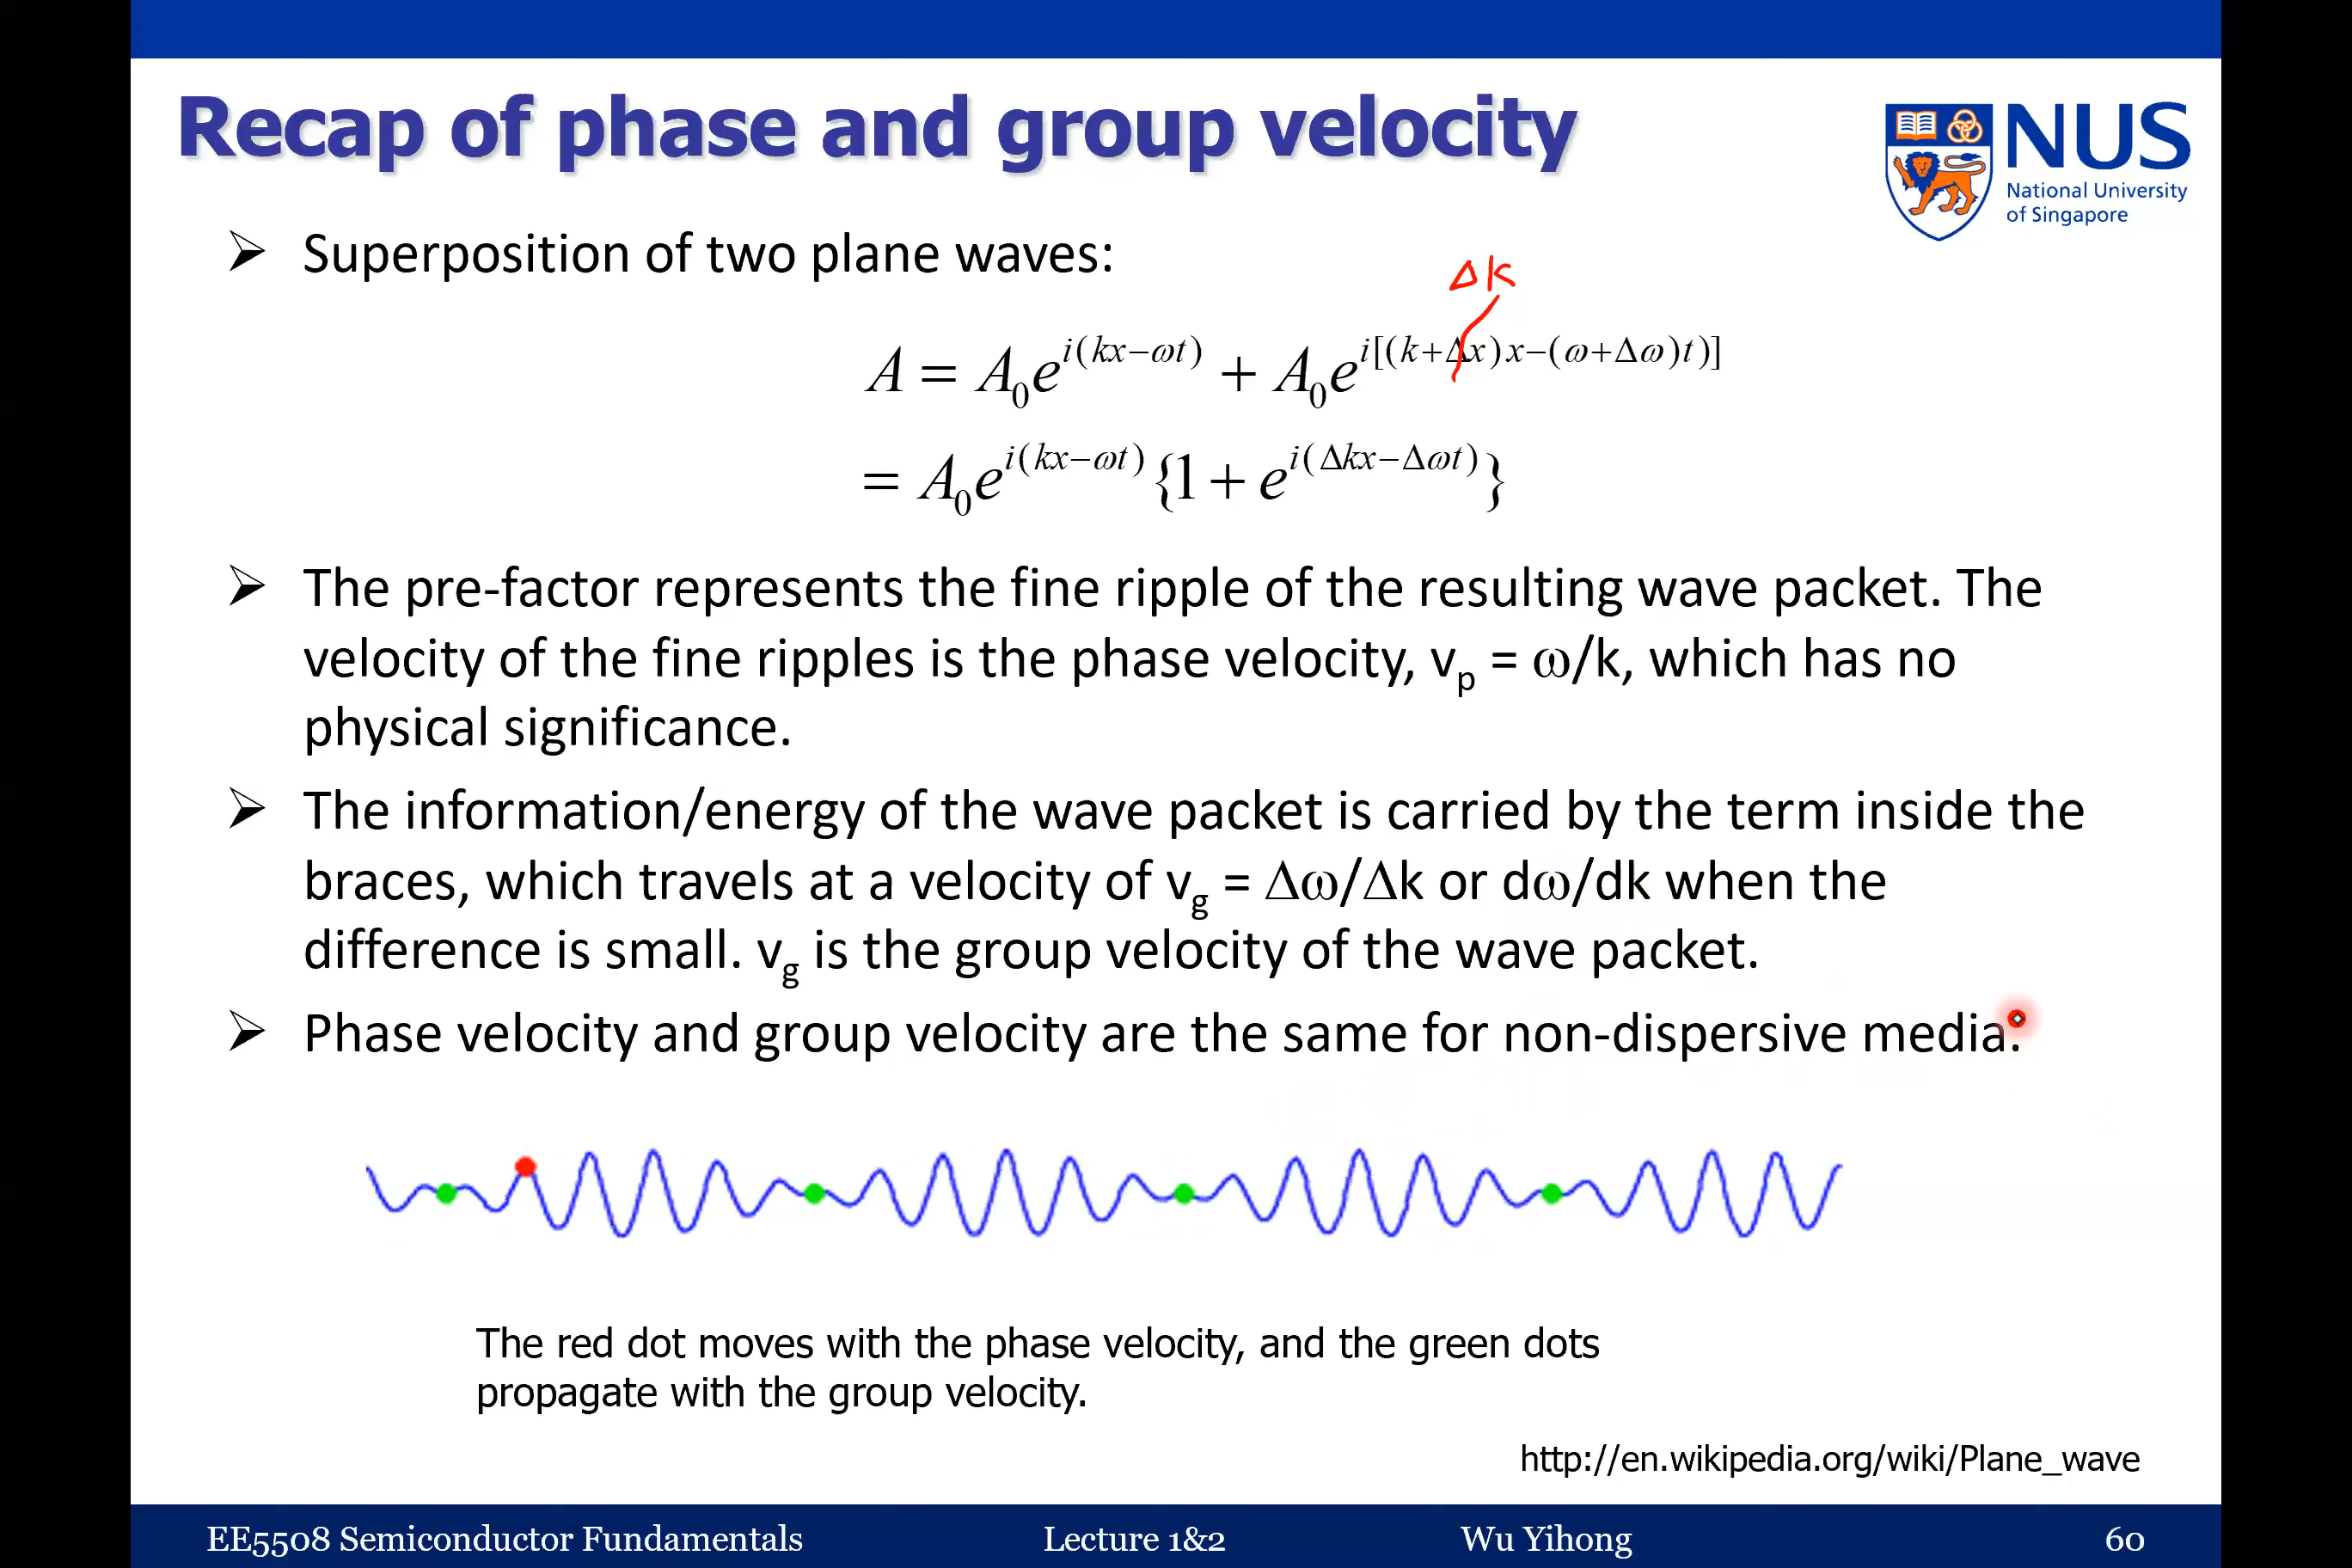 Recap of phase and group velocity
NUS
National University
of Singapore
➢ Superposition of two plane waves:
Δk
A = A₀e^{i(kx−ωt)} + A₀e^{i[(k+Δx)x−(ω+Δω)t)]}
= A₀e^{i(kx−ωt)}{1 + e^{i(Δkx−Δωt)}}
➢ The pre-factor represents the fine ripple of the resulting wave packet. The
velocity of the fine ripples is the phase velocity, vₚ = ω/k, which has no
physical significance.
➢ The information/energy of the wave packet is carried by the term inside the
braces, which travels at a velocity of v_g = Δω/Δk or dω/dk when the
difference is small. v_g is the group velocity of the wave packet.
➢ Phase velocity and group velocity are the same for non-dispersive media.
The red dot moves with the phase velocity, and the green dots
propagate with the group velocity.
http://en.wikipedia.org/wiki/Plane_wave
EE5508 Semiconductor Fundamentals Lecture 1&2 Wu Yihong 60